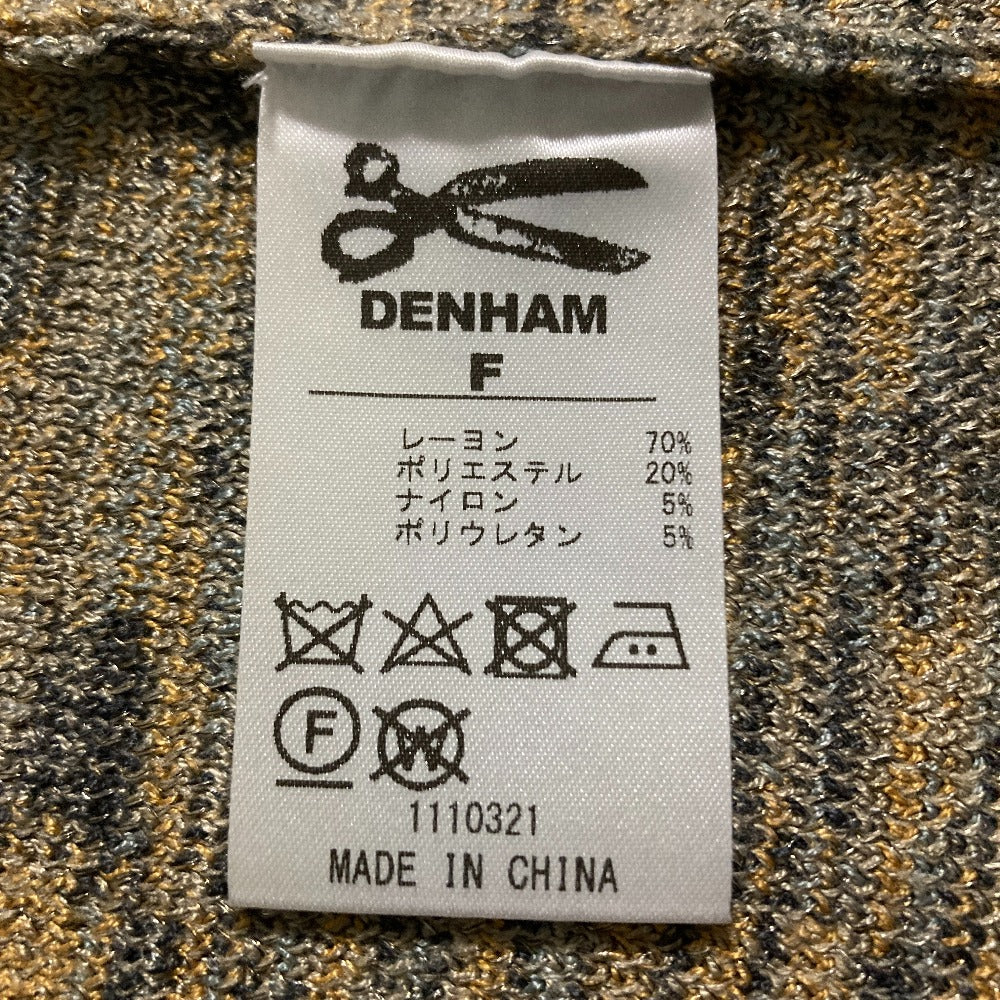 DENHAM
F
レーヨン 70%
ポリエステル 20%
ナイロン 5%
ポリウレタン 5%
F W
1110321
MADE IN CHINA